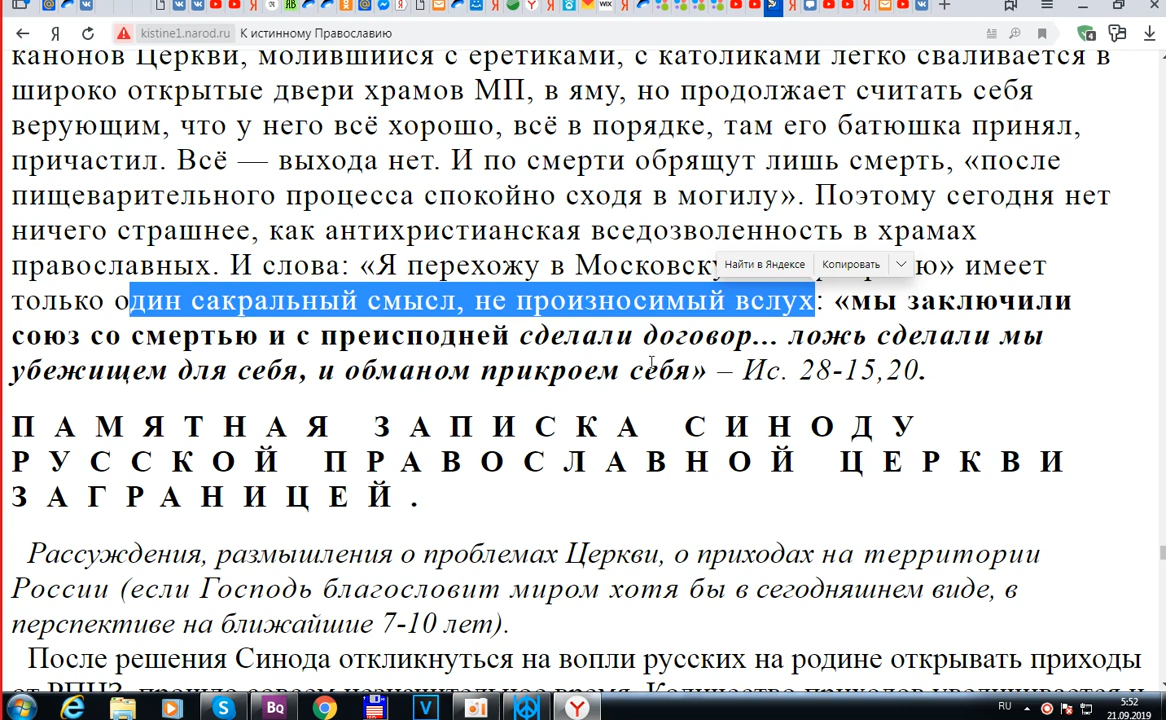 kistine1.narod.ru К истинному Православию
канонов Церкви, молившийся с еретиками, с католиками легко сваливается в
широко открытые двери храмов МП, в яму, но продолжает считать себя
верующим, что у него всё хорошо, всё в порядке, там его батюшка принял,
причастил. Всё — выхода нет. И по смерти обрящут лишь смерть, «после
пищеварительного процесса спокойно сходя в могилу». Поэтому сегодня нет
ничего страшнее, как антихристианская вседозволенность в храмах
православных. И слова: «Я перехожу в Московску ю» имеет
Найти в Яндексе Копировать
только один сакральный смысл, не произносимый вслух: «мы заключили
союз со смертью и с преисподней сделали договор... ложь сделали мы
убежищем для себя, и обманом прикроем себя» – Ис. 28-15,20.
П А М Я Т Н А Я З А П И С К А С И Н О Д У
Р У С С К О Й П Р А В О С Л А В Н О Й Ц Е Р К В И
З А Г Р А Н И Ц Е Й .
Рассуждения, размышления о проблемах Церкви, о приходах на территории
России (если Господь благословит миром хотя бы в сегодняшнем виде, в
перспективе на ближайшие 7-10 лет).
После решения Синода откликнуться на вопли русских на родине открывать приходы
RU 5:52
21.09.2019